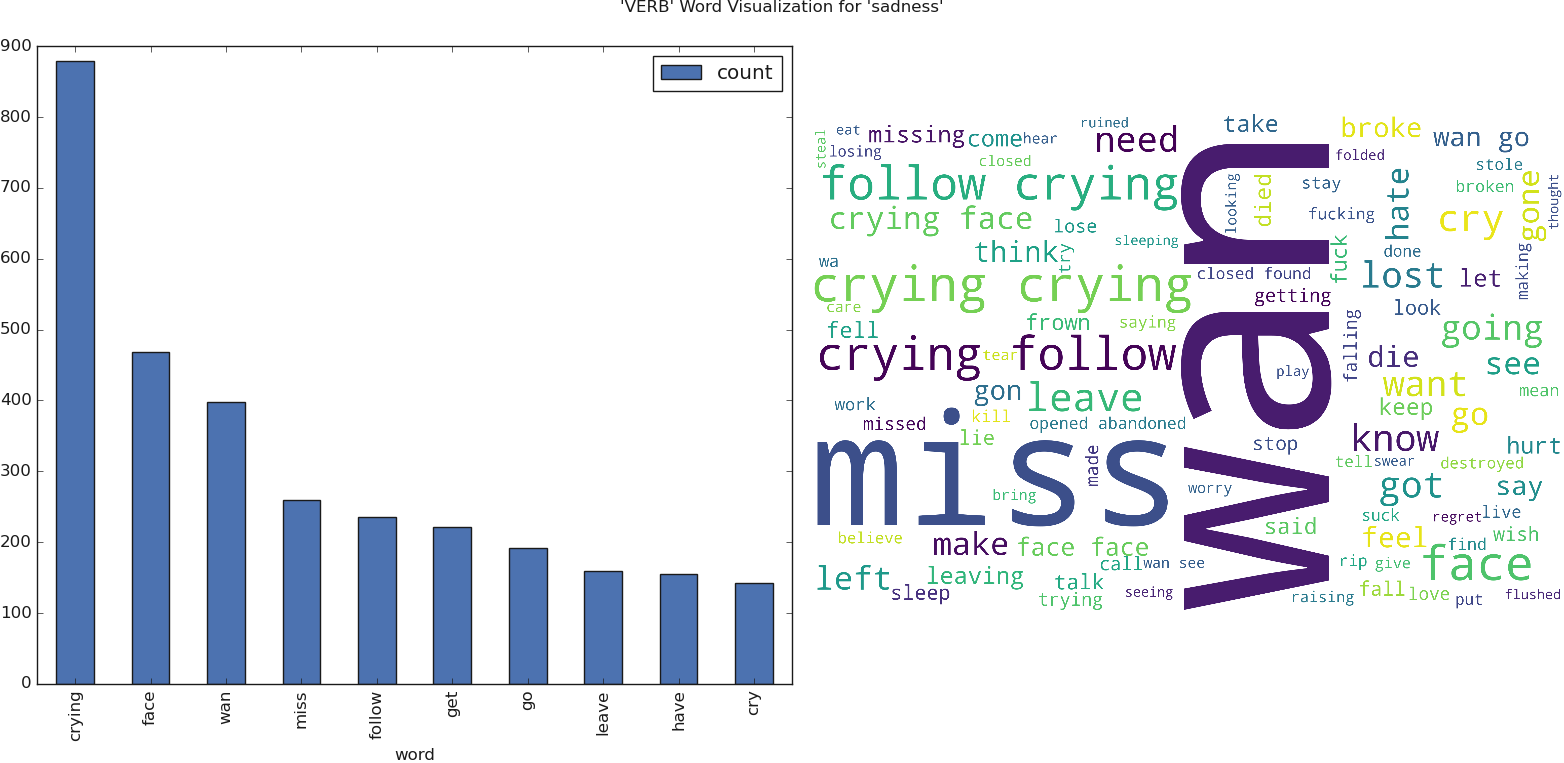 'VERB' Word Visualization for 'sadness'
900
800
700
600
500
400
300
200
100
0
count
crying
face
wan
miss
follow
get
go
leave
have
cry
word
steal
eat
losing
missing
come
hear
ruined
need
closed
follow crying
crying face
lose
think
try
sleeping
wa
crying crying
care
fell
frown
saying
crying follow
tear
gon
leave
work
missed
kill
opened abandoned
lie
miss
made
bring
believe
make
face face
call
wan see
left
leaving
talk
sleep
trying
seeing
wan
take
broke
wan go
folded
stole
looking
died
stay
hate
broken
gone
thought
fucking
cry
fuck
done
closed found
lost
let
making
getting
look
falling
going
play
die
see
want
mean
keep
go
stop
know
hurt
tell
swear
destroyed
worry
got
say
suck
regret
live
said
feel
find
wish
rip
give
face
raising
fall
love
put
flushed